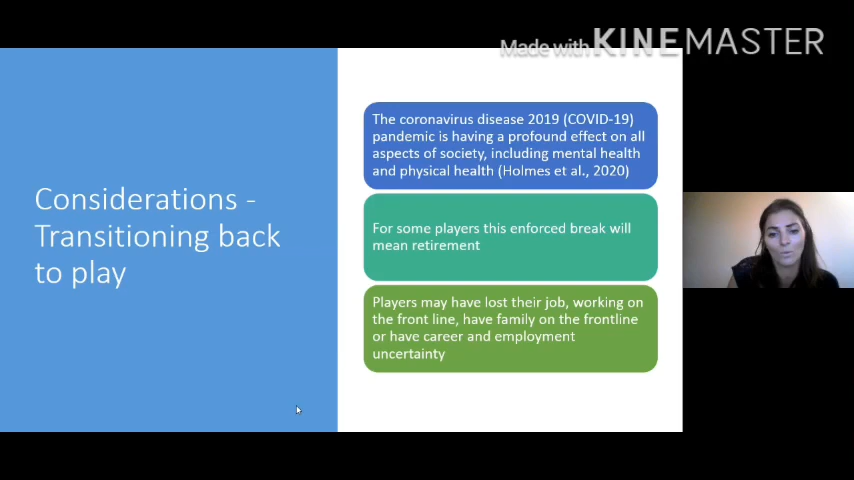 Made with KINEMASTER
Considerations -
Transitioning back
to play
The coronavirus disease 2019 (COVID-19)
pandemic is having a profound effect on all
aspects of society, including mental health
and physical health (Holmes et al., 2020)
For some players this enforced break will
mean retirement
Players may have lost their job, working on
the front line, have family on the frontline
or have career and employment
uncertainty